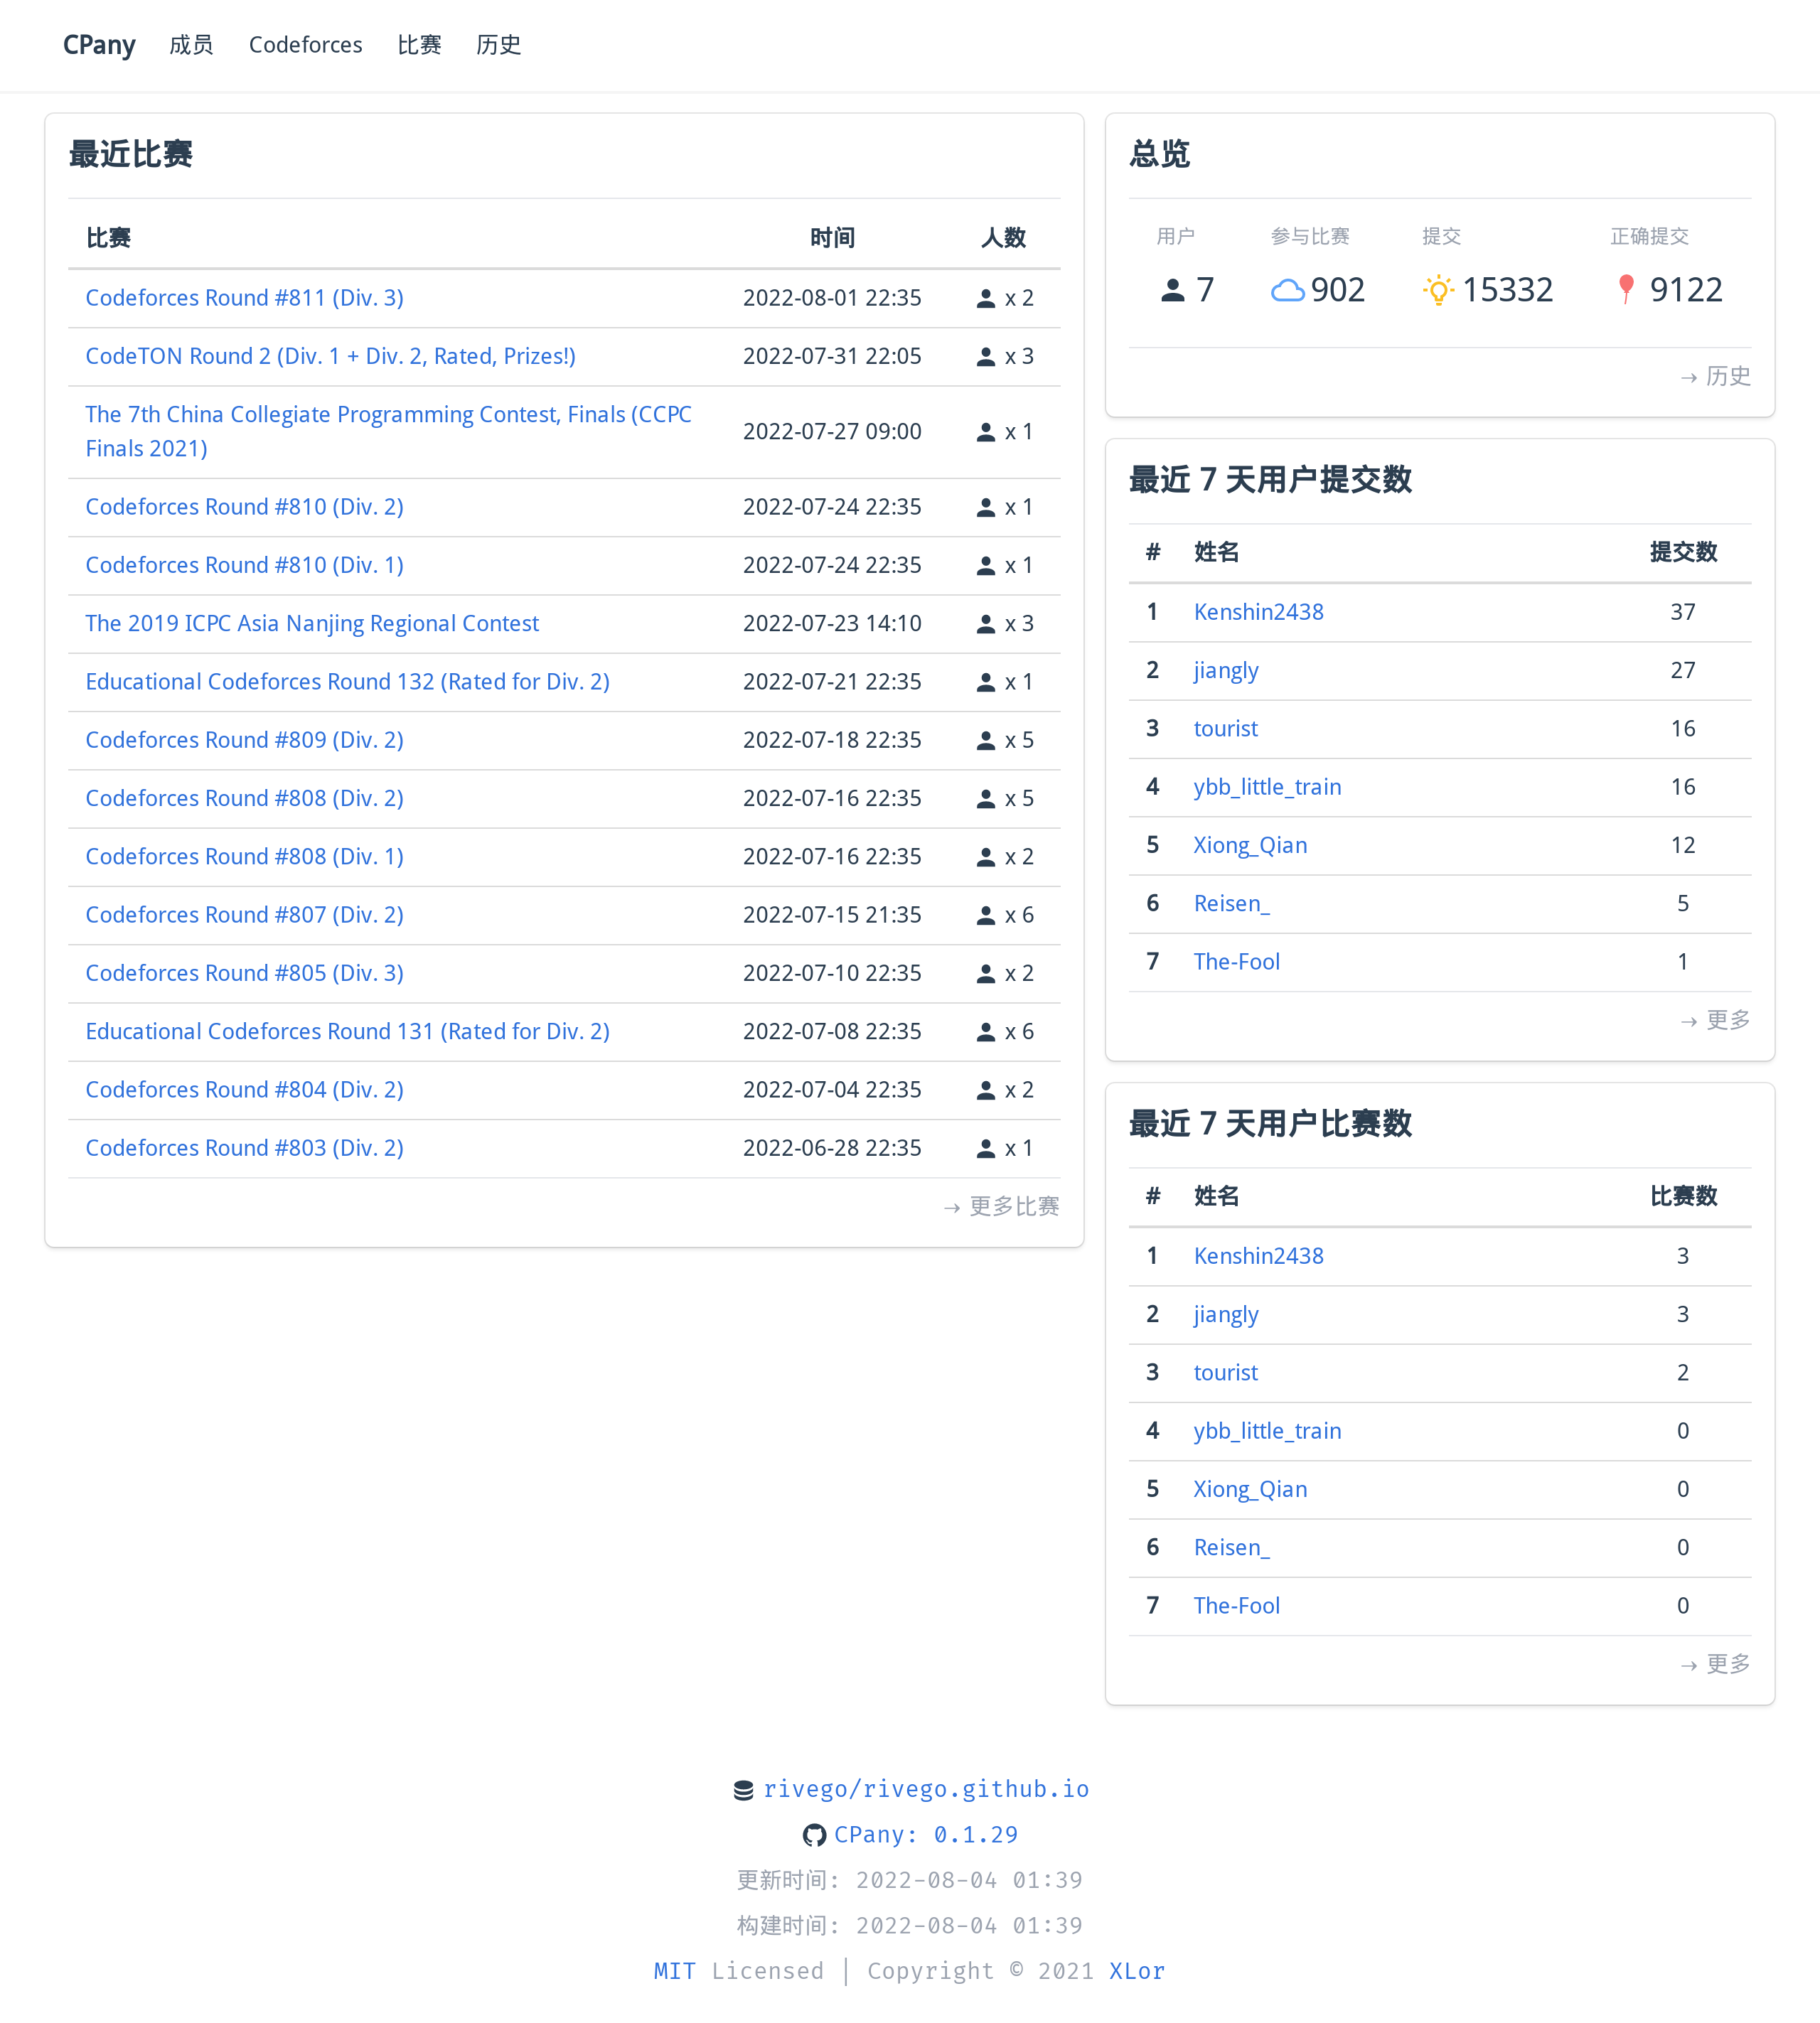 CPany 成员 Codeforces 比赛 历史
最近比赛
比赛 时间 人数
Codeforces Round #811 (Div. 3) 2022-08-01 22:35 x 2
CodeTON Round 2 (Div. 1 + Div. 2, Rated, Prizes!) 2022-07-31 22:05 x 3
The 7th China Collegiate Programming Contest, Finals (CCPC
Finals 2021) 2022-07-27 09:00 x 1
Codeforces Round #810 (Div. 2) 2022-07-24 22:35 x 1
Codeforces Round #810 (Div. 1) 2022-07-24 22:35 x 1
The 2019 ICPC Asia Nanjing Regional Contest 2022-07-23 14:10 x 3
Educational Codeforces Round 132 (Rated for Div. 2) 2022-07-21 22:35 x 1
Codeforces Round #809 (Div. 2) 2022-07-18 22:35 x 5
Codeforces Round #808 (Div. 2) 2022-07-16 22:35 x 5
Codeforces Round #808 (Div. 1) 2022-07-16 22:35 x 2
Codeforces Round #807 (Div. 2) 2022-07-15 21:35 x 6
Codeforces Round #805 (Div. 3) 2022-07-10 22:35 x 2
Educational Codeforces Round 131 (Rated for Div. 2) 2022-07-08 22:35 x 6
Codeforces Round #804 (Div. 2) 2022-07-04 22:35 x 2
Codeforces Round #803 (Div. 2) 2022-06-28 22:35 x 1
→ 更多比赛
总览
用户 参与比赛 提交 正确提交
7 902 15332 9122
→ 历史
最近 7 天用户提交数
# 姓名 提交数
1 Kenshin2438 37
2 jiangly 27
3 tourist 16
4 ybb_little_train 16
5 Xiong_Qian 12
6 Reisen_ 5
7 The-Fool 1
→ 更多
最近 7 天用户比赛数
# 姓名 比赛数
1 Kenshin2438 3
2 jiangly 3
3 tourist 2
4 ybb_little_train 0
5 Xiong_Qian 0
6 Reisen_ 0
7 The-Fool 0
→ 更多
rivego/rivego.github.io
CPany: 0.1.29
更新时间: 2022-08-04 01:39
构建时间: 2022-08-04 01:39
MIT Licensed | Copyright © 2021 XLor